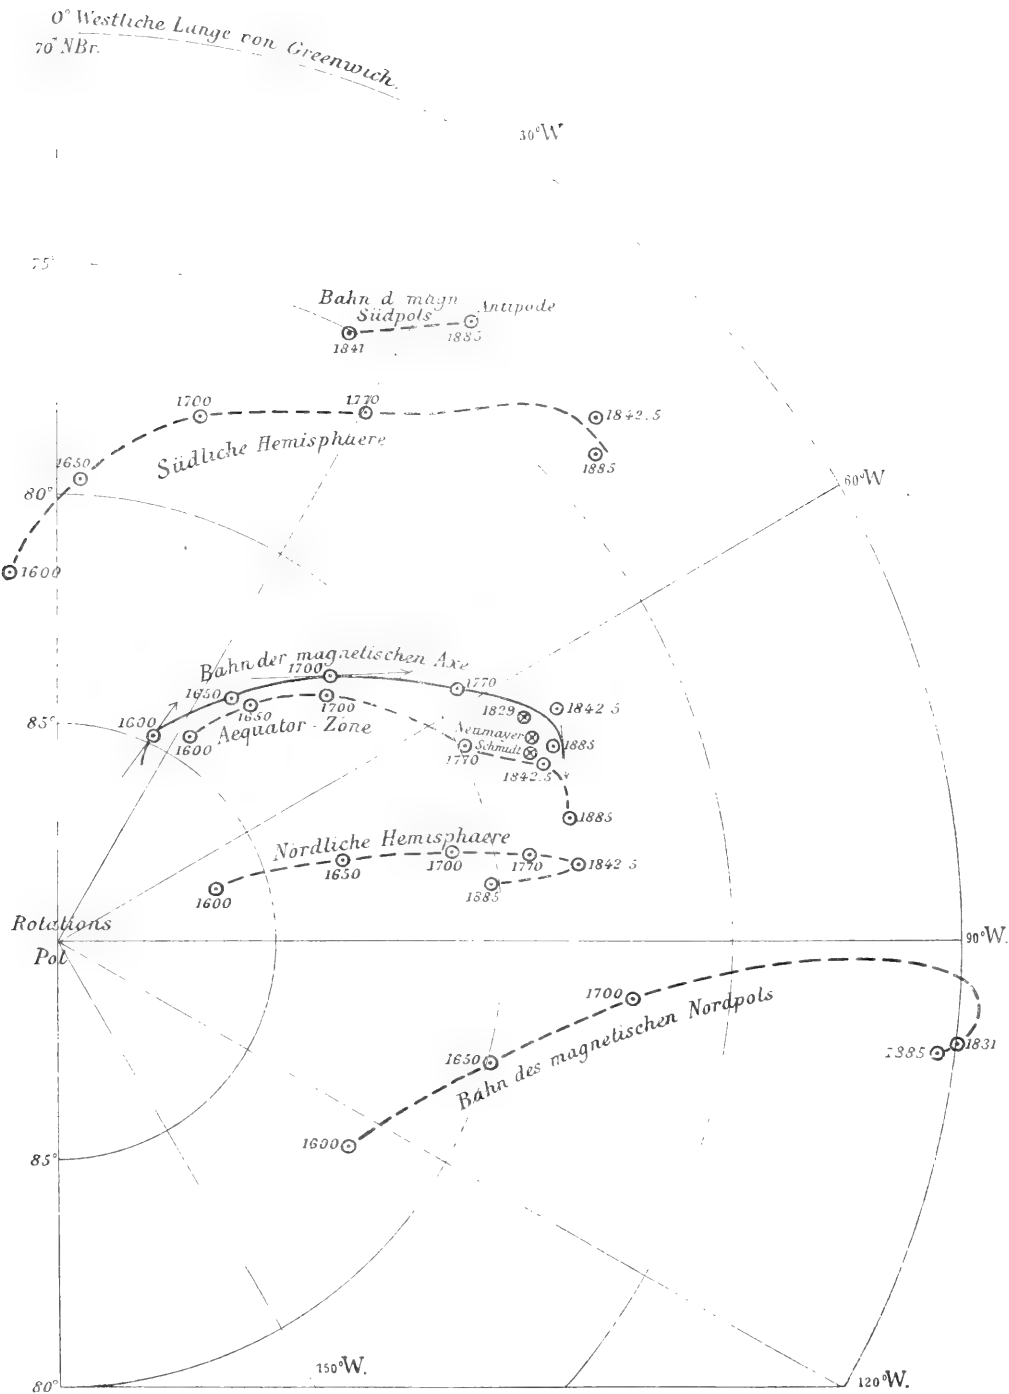 0° Westliche Länge von Greenwich.
70° NBr.
30°W
75°
Bahn d magn
Südpols
Antipode
1841
1885
1700
1770
1842.5
1885
1650
Südliche Hemisphaere
80°
60°W
1600
Bahn der magnetischen Axe
1700
1650
1770
1600
85°
1650
1700
Aequator-Zone
1600
1829
1842 5
Neumayer
Schmidt
1885
1770
1842.5
1885
Nordliche Hemisphaere
1650
1700
1770
1842 5
1600
1885
Rotations
Pol
90°W.
1700
Bahn des magnetischen Nordpols
1650
1885
1831
1600
85°
150°W.
80°
120°W.